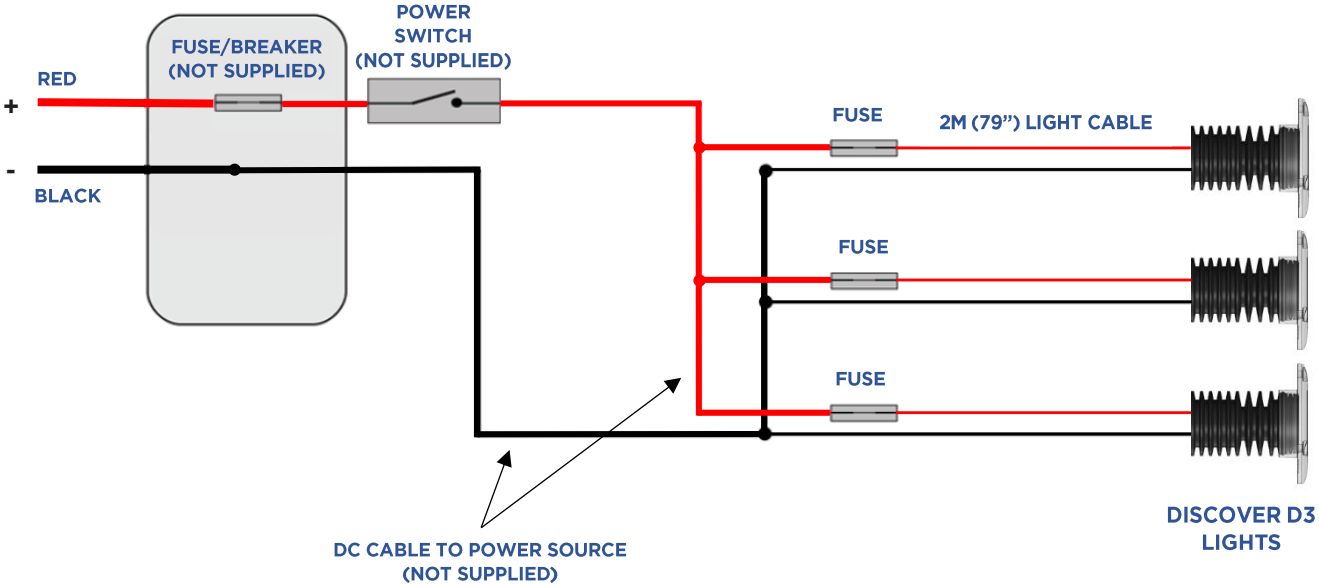 POWER
SWITCH
(NOT SUPPLIED)
FUSE/BREAKER
(NOT SUPPLIED)
RED
+
-
BLACK
FUSE
2M (79”) LIGHT CABLE
FUSE
FUSE
DISCOVER D3
LIGHTS
DC CABLE TO POWER SOURCE
(NOT SUPPLIED)